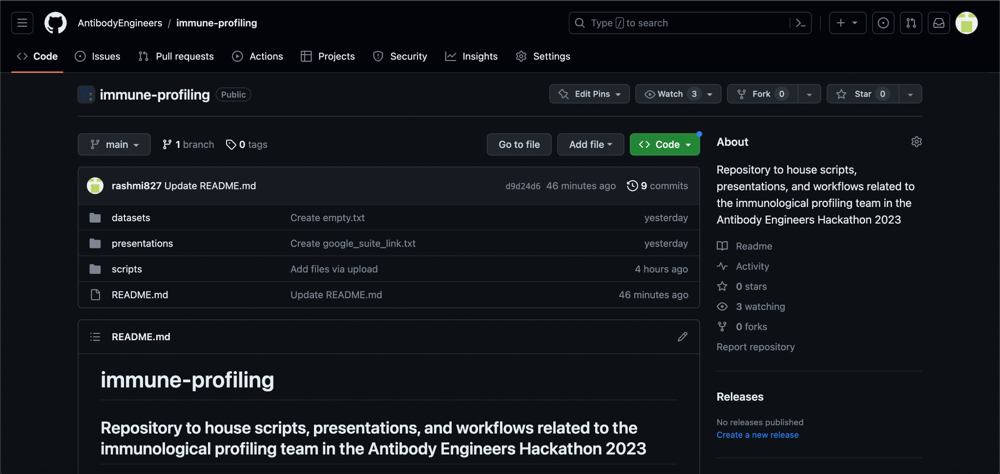 AntibodyEngineers / immune-profiling
Type / to search
Code Issues Pull requests Actions Projects Security Insights Settings
immune-profiling Public
Edit Pins Watch 3 Fork 0 Star 0
main 1 branch 0 tags
Go to file Add file Code
rashmi827 Update README.md d9d24d6 46 minutes ago 9 commits
datasets Create empty.txt yesterday
presentations Create google_suite_link.txt yesterday
scripts Add files via upload 4 hours ago
README.md Update README.md 46 minutes ago
README.md
immune-profiling
Repository to house scripts, presentations, and workflows related to the
immunological profiling team in the Antibody Engineers Hackathon 2023
About
Repository to house scripts,
presentations, and workflows related to
the immunological profiling team in the
Antibody Engineers Hackathon 2023
Readme
Activity
0 stars
3 watching
0 forks
Report repository
Releases
No releases published
Create a new release